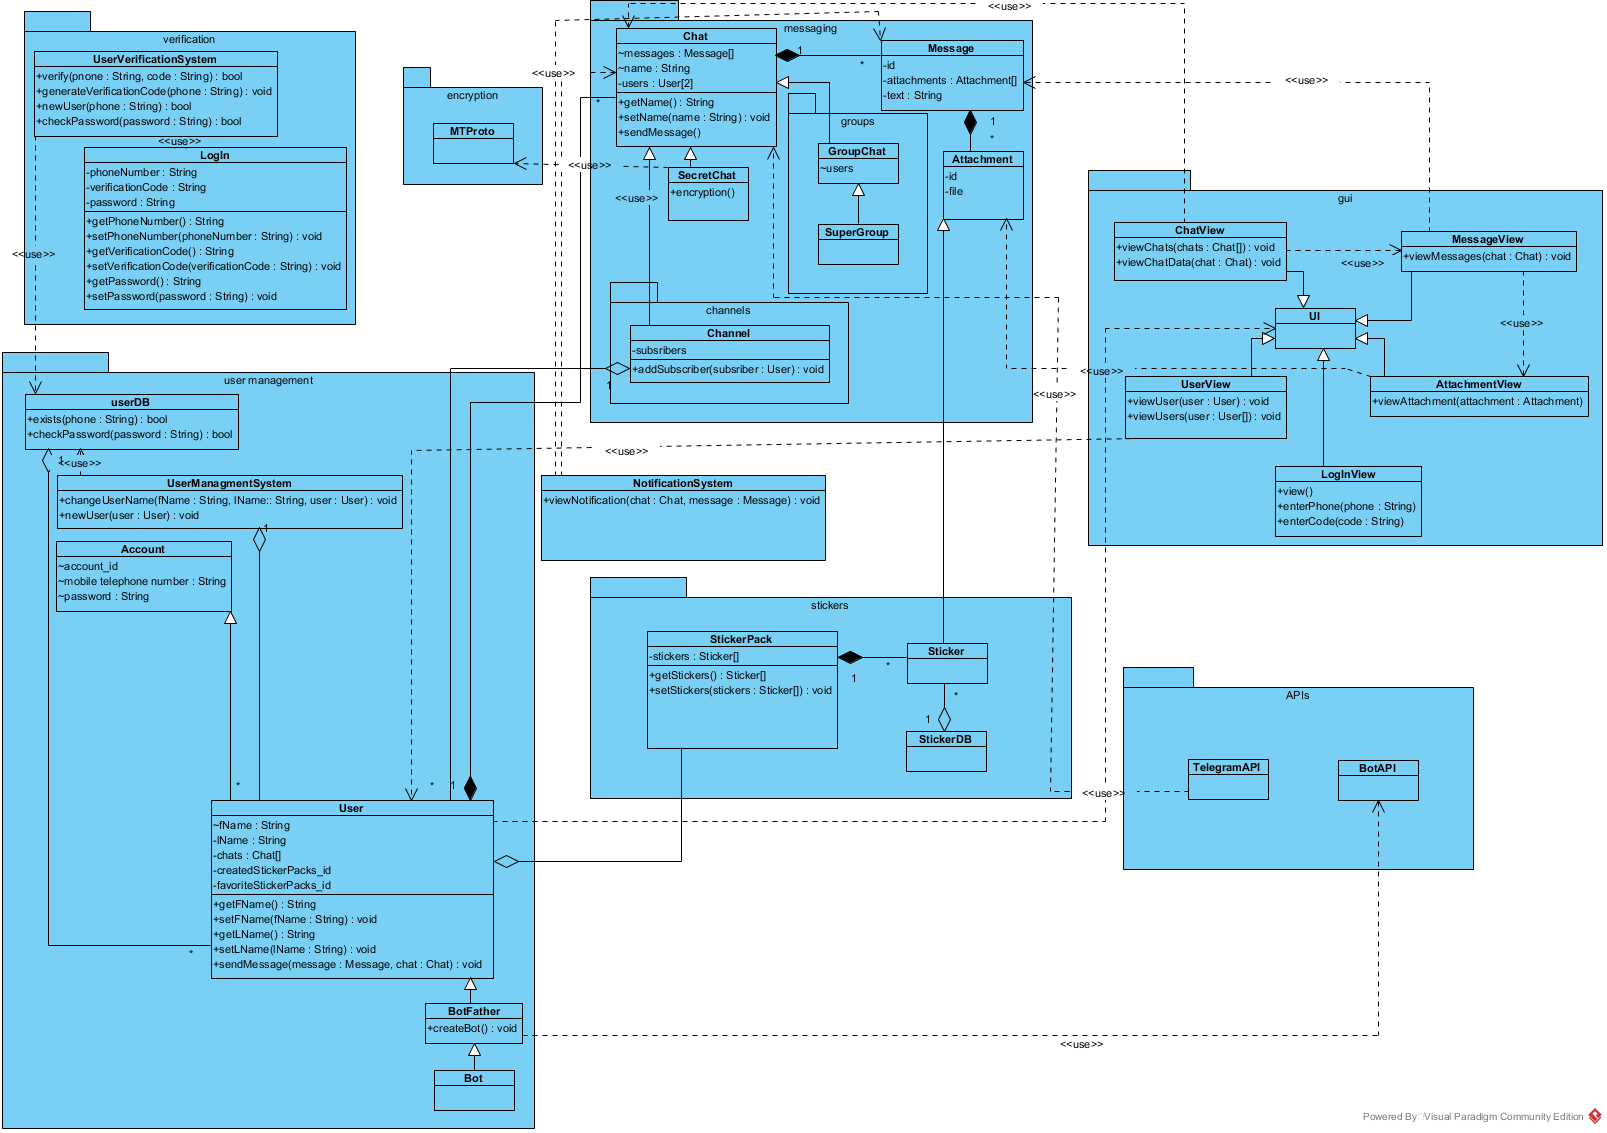 verification
UserVerificationSystem
+verify(pnone : String, code : String) : bool
+generateVerificationCode(phone : String) : void
+newUser(phone : String) : bool
+checkPassword(password : String) : bool
<<use>>
LogIn
-phoneNumber : String
-verificationCode : String
-password : String
+getPhoneNumber() : String
+setPhoneNumber(phoneNumber : String) : void
+getVerificationCode() : String
+setVerificationCode(verificationCode : String) : void
+getPassword() : String
+setPassword(password : String) : void
<<use>>
encryption
MTProto
<<use>>
<<use>>
messaging
Chat
~messages : Message[]
~name : String
-users : User[2]
+getName() : String
+setName(name : String) : void
+sendMessage()
1
*
*
<<use>>
Message
-id
-attachments : Attachment[]
-text : String
1
*
Attachment
-id
-file
groups
GroupChat
~users
SuperGroup
SecretChat
+encryption()
<<use>>
channels
Channel
-subsribers
+addSubscriber(subsriber : User) : void
1
<<use>>
gui
ChatView
+viewChats(chats : Chat[]) : void
+viewChatData(chat : Chat) : void
<<use>>
MessageView
+viewMessages(chat : Chat) : void
UI
<<use>>
<<use>>
<<use>>
UserView
+viewUser(user : User) : void
+viewUsers(user : User[]) : void
AttachmentView
+viewAttachment(attachment : Attachment)
LogInView
+view()
+enterPhone(phone : String)
+enterCode(code : String)
user management
userDB
+exists(phone : String) : bool
+checkPassword(password : String) : bool
1
<<use>>
UserManagmentSystem
+changeUserName(fName : String, lName:: String, user : User) : void
+newUser(user : User) : void
1
Account
~account_id
~mobile telephone number : String
~password : String
<<use>>
NotificationSystem
+viewNotification(chat : Chat, message : Message) : void
stickers
StickerPack
-stickers : Sticker[]
+getStickers() : Sticker[]
+setStickers(stickers : Sticker[]) : void
1
*
Sticker
*
1
StickerDB
APIs
TelegramAPI
BotAPI
<<use>>
*
*
1
User
~fName : String
-lName : String
-chats : Chat[]
-createdStickerPacks_id
-favoriteStickerPacks_id
+getFName() : String
+setFName(fName : String) : void
+getLName() : String
+setLName(lName : String) : void
+sendMessage(message : Message, chat : Chat) : void
*
BotFather
+createBot() : void
<<use>>
Bot
Powered By Visual Paradigm Community Edition